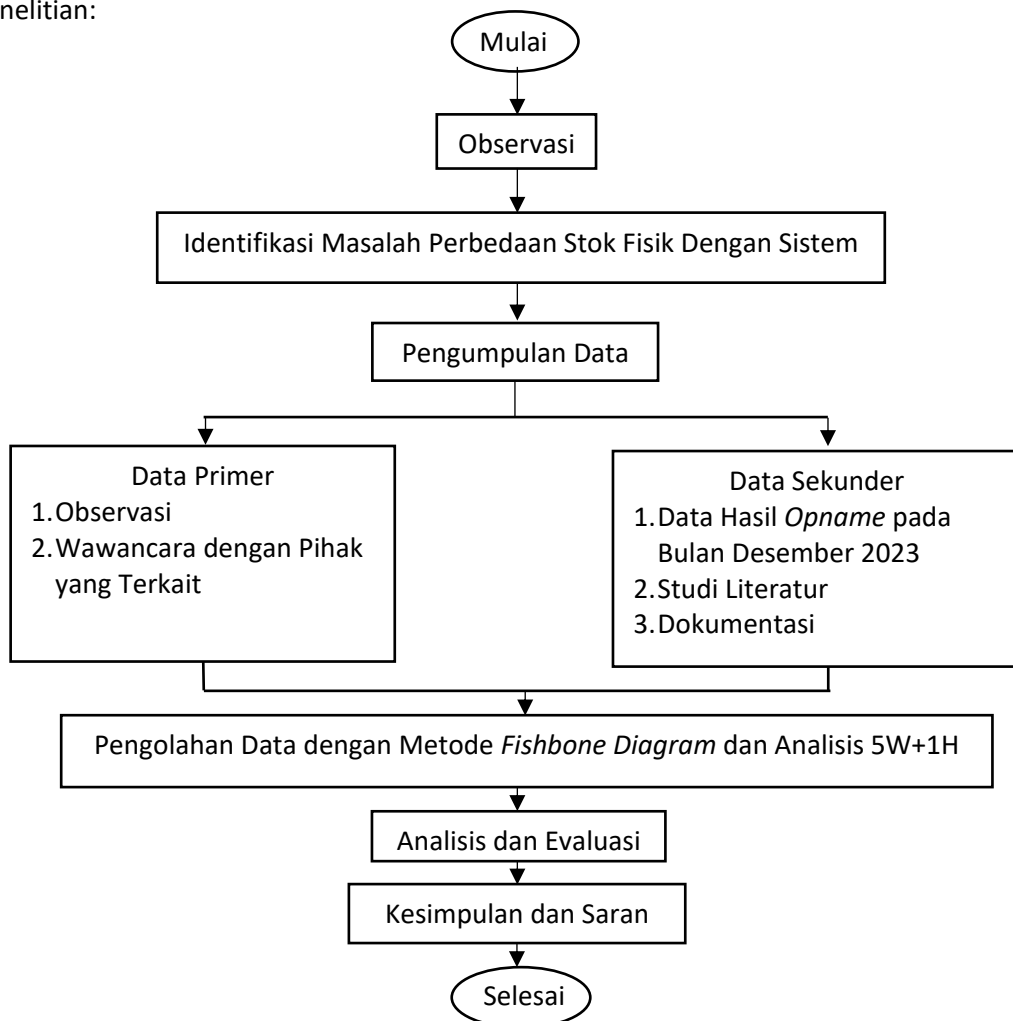 nelitian:
Mulai
Observasi
Identifikasi Masalah Perbedaan Stok Fisik Dengan Sistem
Pengumpulan Data
Data Primer
1.Observasi
2.Wawancara dengan Pihak
yang Terkait
Data Sekunder
1.Data Hasil Opname pada
Bulan Desember 2023
2.Studi Literatur
3.Dokumentasi
Pengolahan Data dengan Metode Fishbone Diagram dan Analisis 5W+1H
Analisis dan Evaluasi
Kesimpulan dan Saran
Selesai